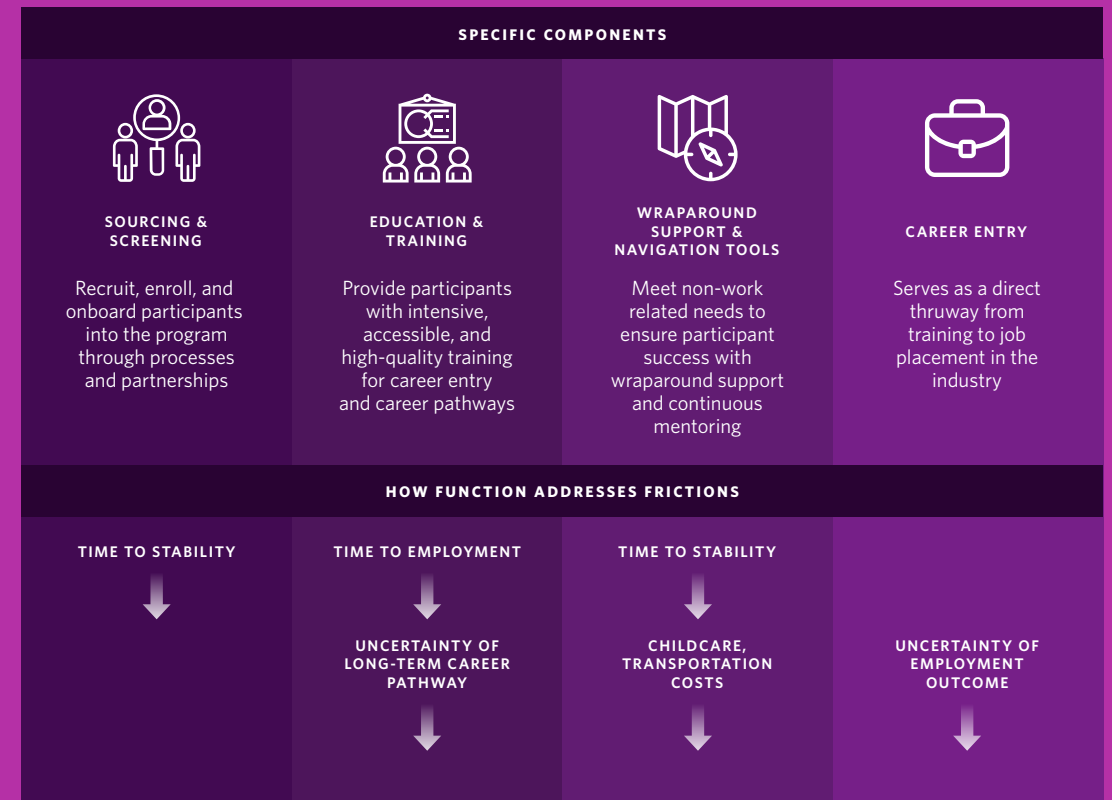 SPECIFIC COMPONENTS
SOURCING &
SCREENING
Recruit, enroll, and
onboard participants
into the program
through processes
and partnerships
EDUCATION &
TRAINING
Provide participants
with intensive,
accessible, and
high-quality training
for career entry
and career pathways
WRAPAROUND
SUPPORT &
NAVIGATION TOOLS
Meet non-work
related needs to
ensure participant
success with
wraparound support
and continuous
mentoring
CAREER ENTRY
Serves as a direct
thruway from
training to job
placement in the
industry
HOW FUNCTION ADDRESSES FRICTIONS
TIME TO STABILITY
TIME TO EMPLOYMENT
UNCERTAINTY OF
LONG-TERM CAREER
PATHWAY
TIME TO STABILITY
CHILDCARE,
TRANSPORTATION
COSTS
UNCERTAINTY OF
EMPLOYMENT
OUTCOME